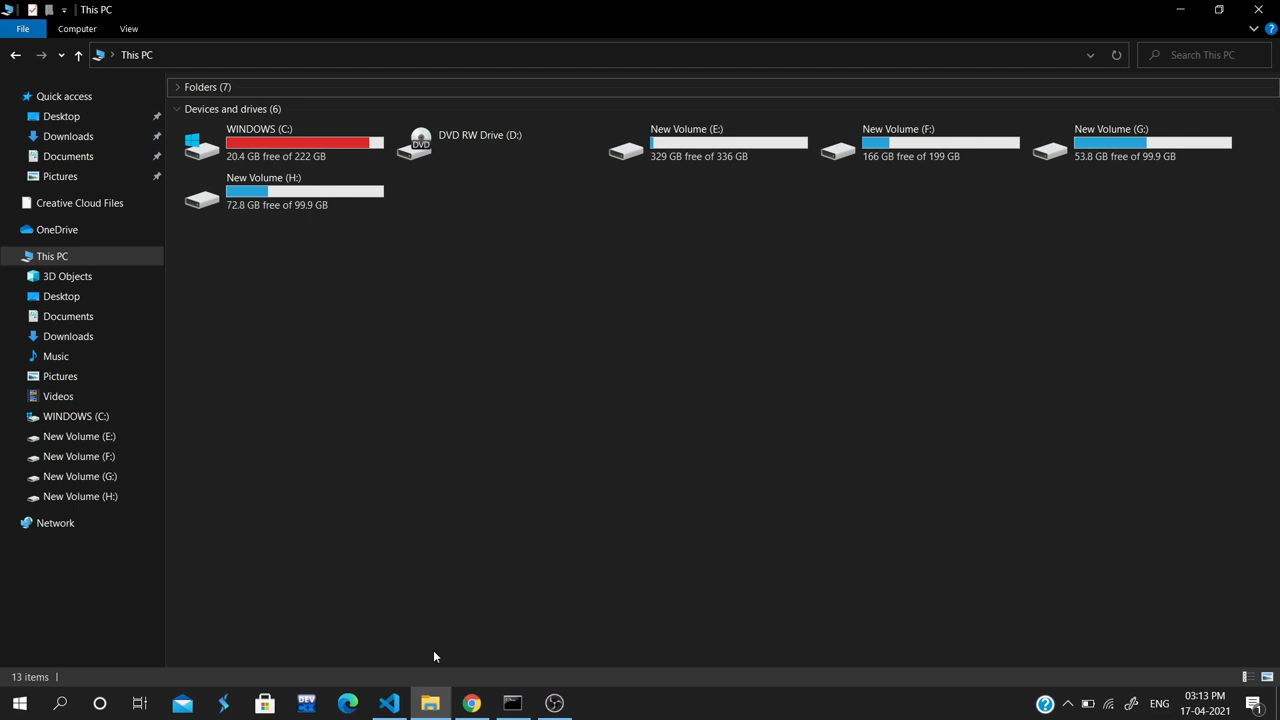 This PC
File
Computer
View
This PC
Search This PC
Quick access
Desktop
Downloads
Documents
Pictures
Creative Cloud Files
OneDrive
This PC
3D Objects
Desktop
Documents
Downloads
Music
Pictures
Videos
WINDOWS (C:)
New Volume (E:)
New Volume (F:)
New Volume (G:)
New Volume (H:)
Network
Folders (7)
Devices and drives (6)
WINDOWS (C:)
20.4 GB free of 222 GB
DVD
DVD RW Drive (D:)
New Volume (E:)
329 GB free of 336 GB
New Volume (F:)
166 GB free of 199 GB
New Volume (G:)
53.8 GB free of 99.9 GB
New Volume (H:)
72.8 GB free of 99.9 GB
13 items
DEV
ENG
03:13 PM
17-04-2021
1